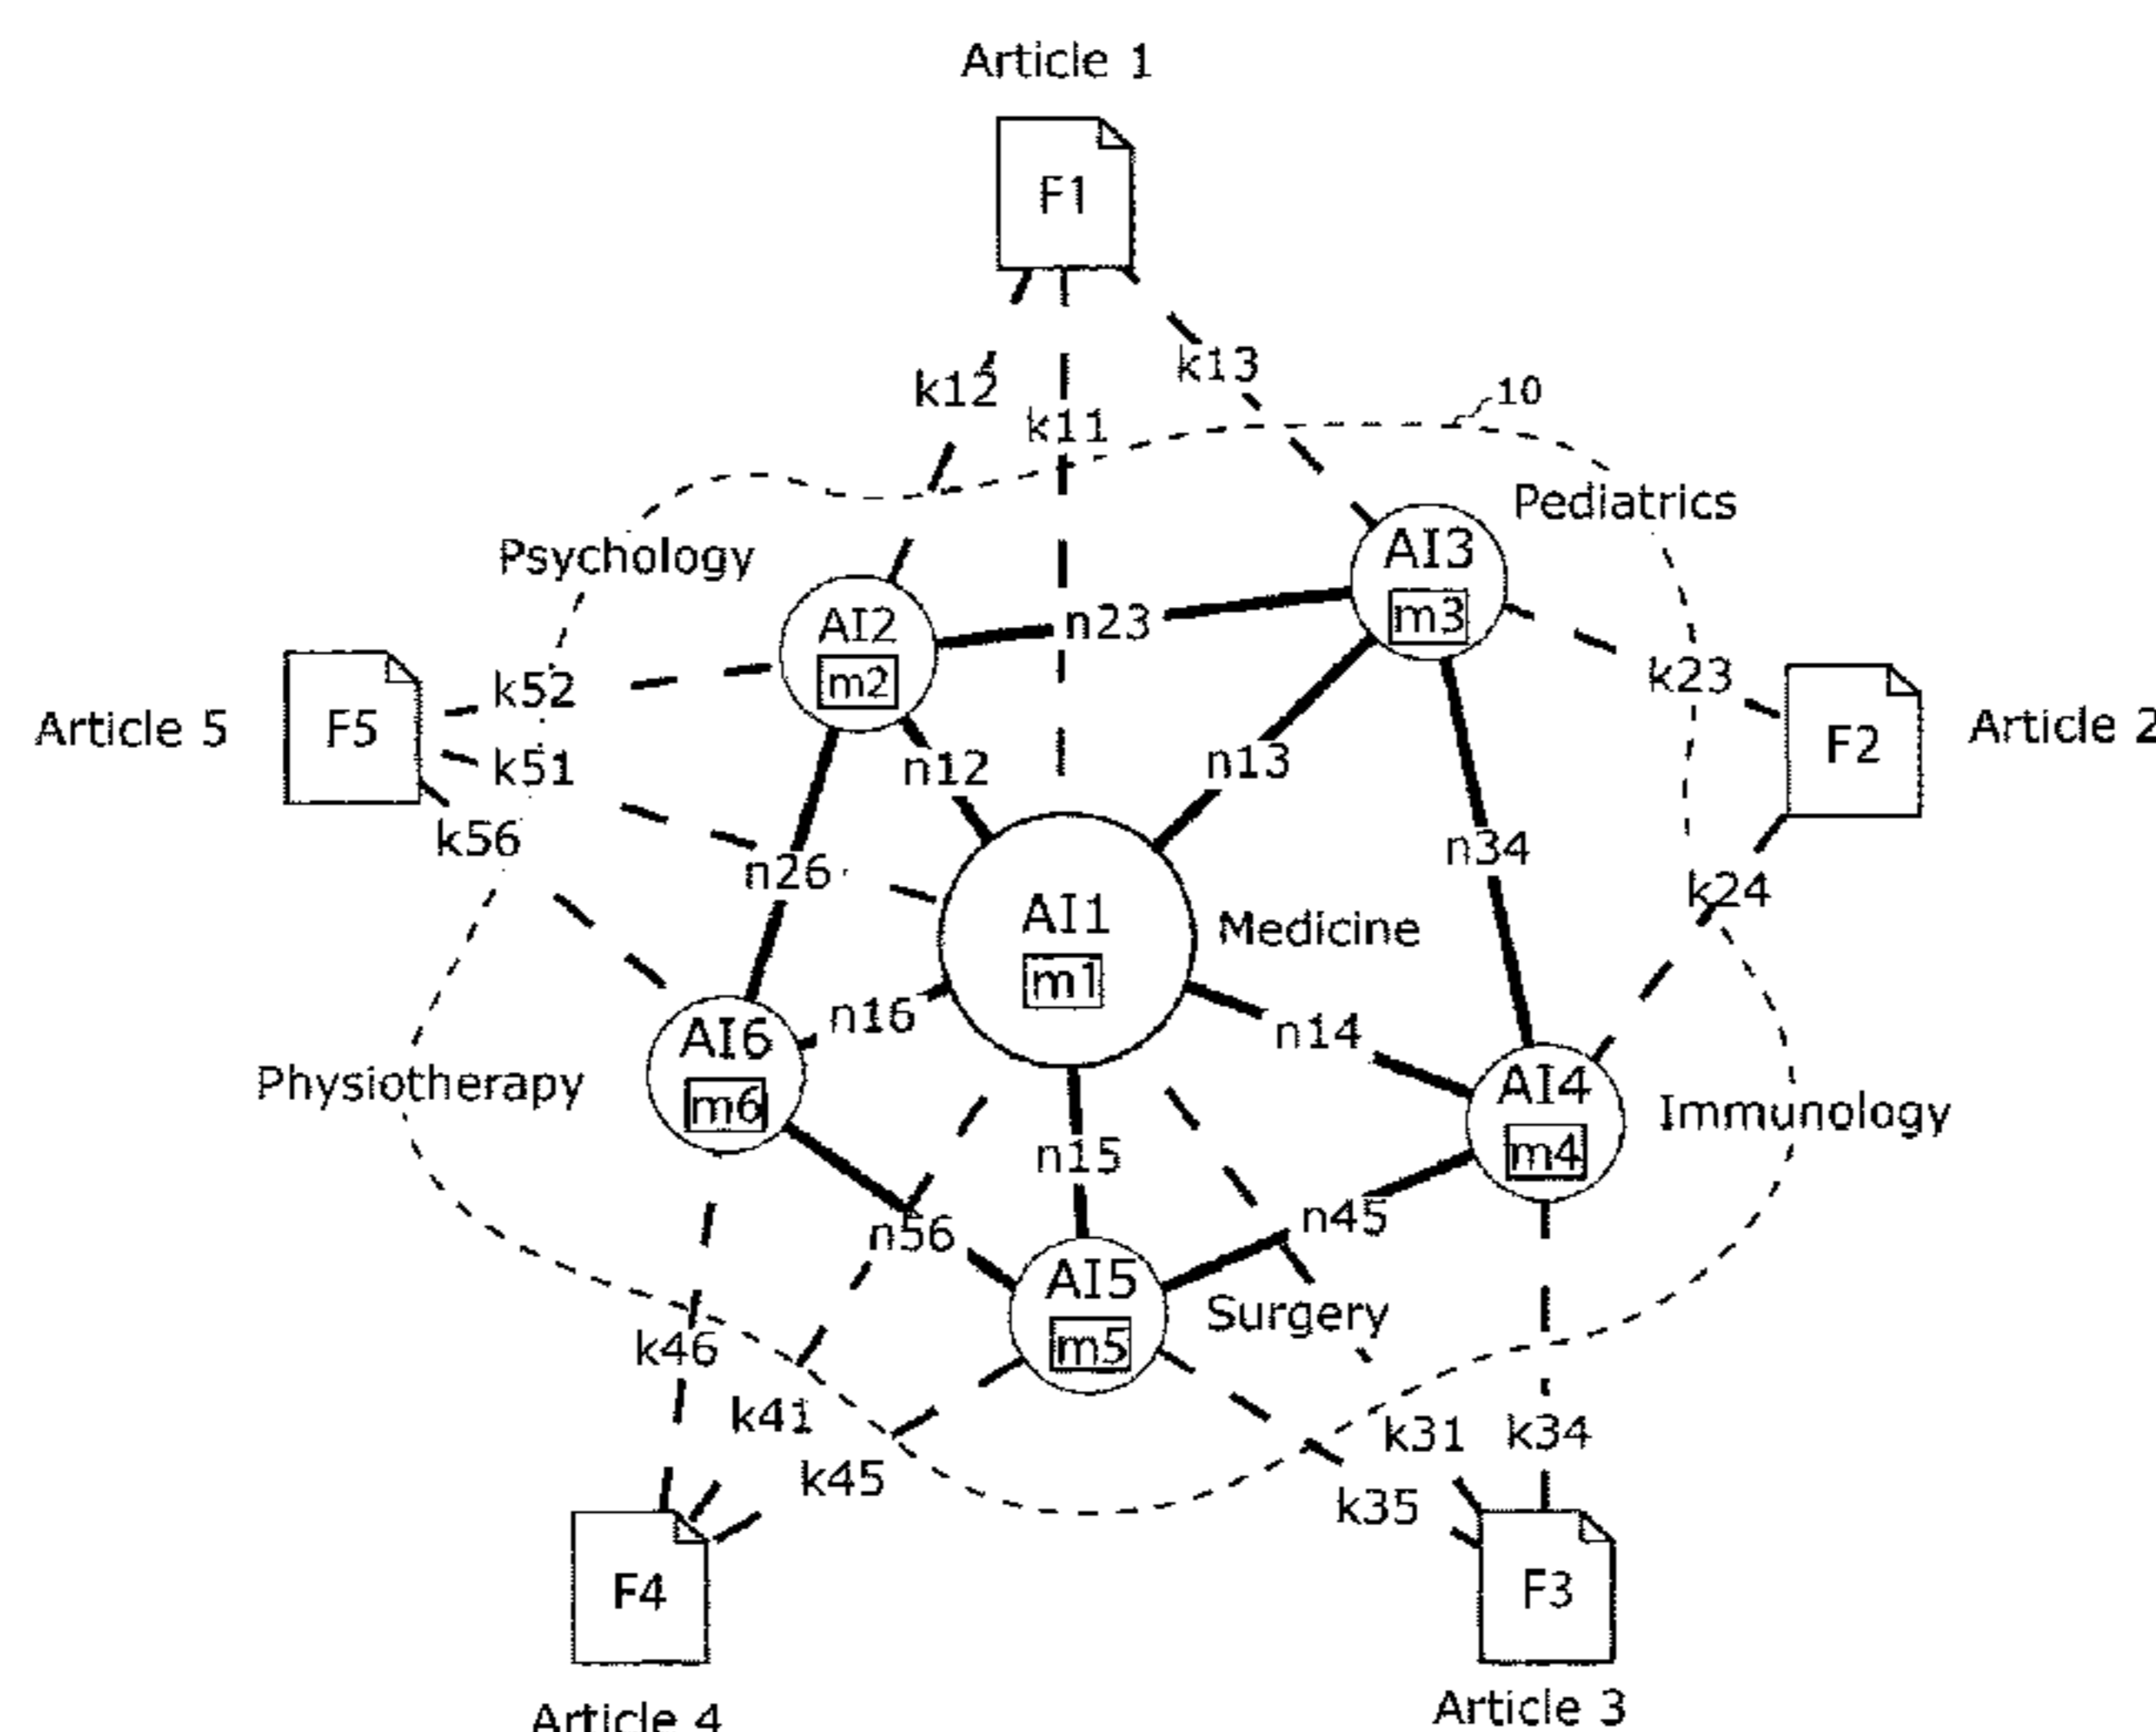 Article 1
F1
k13
k12
10
k11
Pediatrics
Psychology
AI3
m3
AI2
n23
m2
k52
k23
Article 5
F5
Article 2
F2
k51
n12
n13
k56
n34
n26
k24
AI1
Medicine
m1
n16
n14
AI6
m6
Physiotherapy
AI4
m4
Immunology
n15
n56
n45
AI5
m5
Surgery
k46
k41
k31
k34
k45
k35
F4
F3
Article 4
Article 3